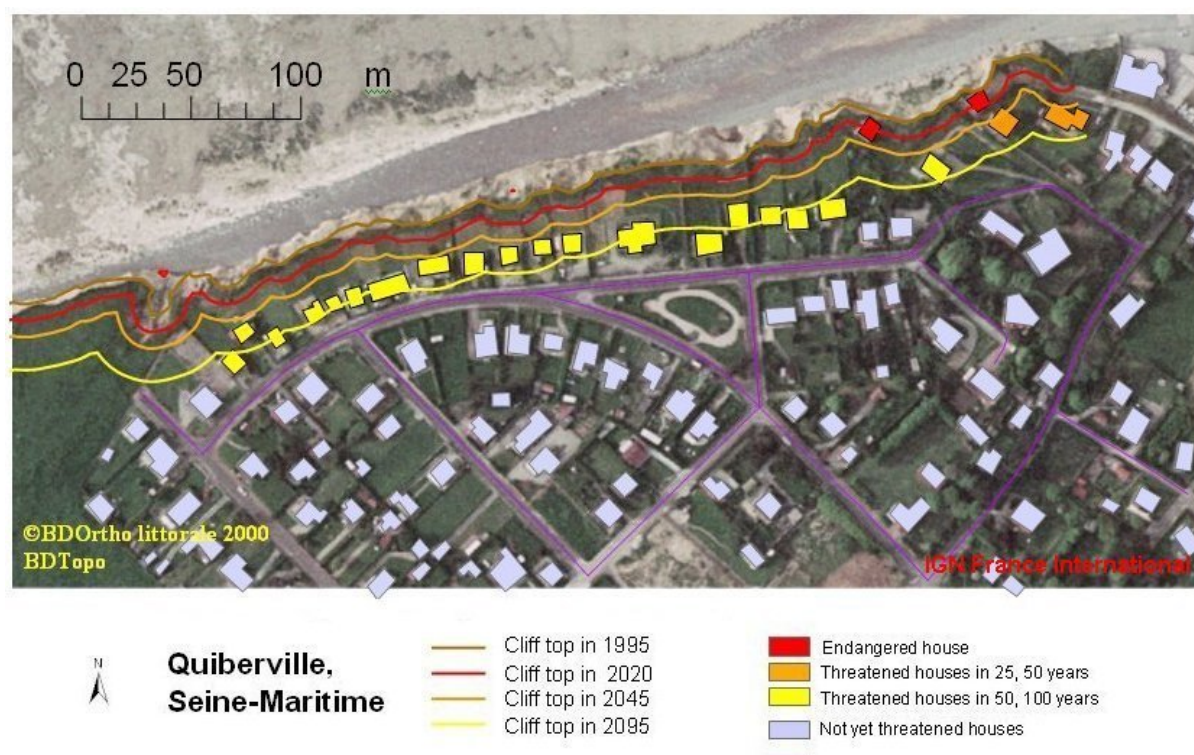 0 25 50 100 m
©BDOrtho littorale 2000
BDTopo
IGN France International
N
Quiberville,
Seine-Maritime
Cliff top in 1995
Cliff top in 2020
Cliff top in 2045
Cliff top in 2095
Endangered house
Threatened houses in 25, 50 years
Threatened houses in 50, 100 years
Not yet threatened houses